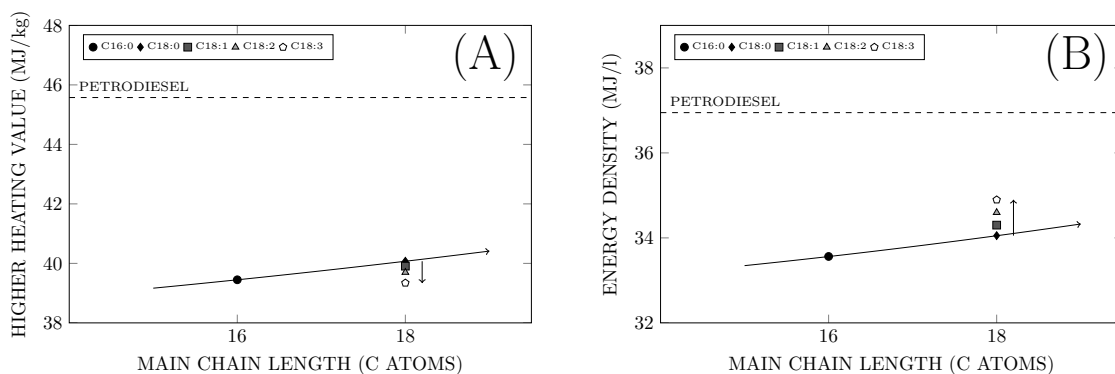 HIGHER HEATING VALUE (MJ/kg)
48
46
44
42
40
38
C16:0 C18:0 C18:1 C18:2 C18:3
(A)
PETRODIESEL
16 18
MAIN CHAIN LENGTH (C ATOMS)
ENERGY DENSITY (MJ/l)
38
36
34
32
C16:0 C18:0 C18:1 C18:2 C18:3
(B)
PETRODIESEL
16 18
MAIN CHAIN LENGTH (C ATOMS)